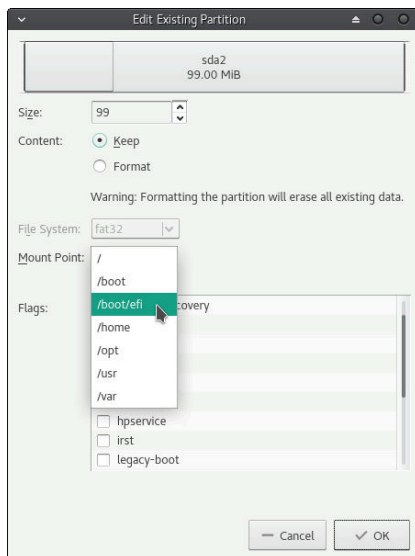 Edit Existing Partition
sda2
99.00 MiB
Size: 99
Content: Keep
Format
Warning: Formatting the partition will erase all existing data.
File System: fat32
Mount Point: /
/boot
/boot/efi
/home
/opt
/usr
/var
Flags:
covery
hpservice
irst
legacy-boot
Cancel
OK